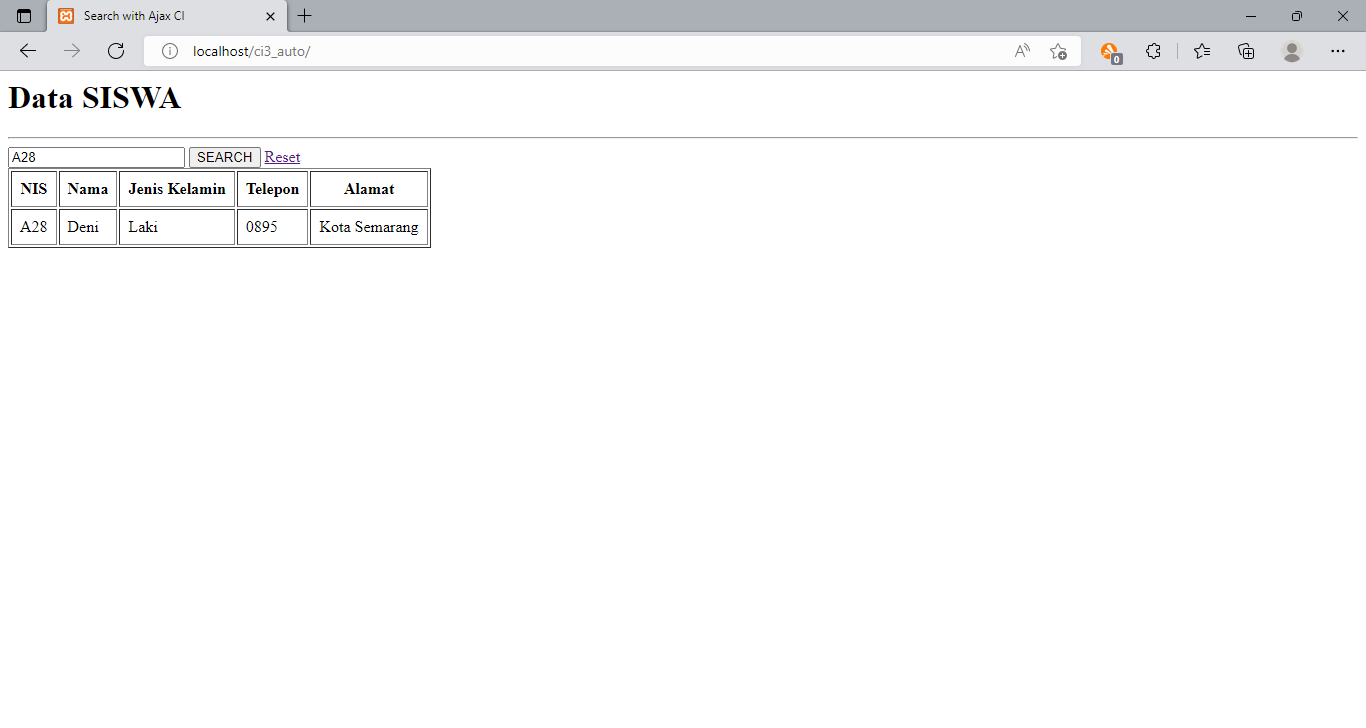 Search with Ajax CI
localhost/ci3_auto/
0
Data SISWA
A28 SEARCH Reset
NIS Nama Jenis Kelamin Telepon Alamat
A28 Deni Laki 0895 Kota Semarang